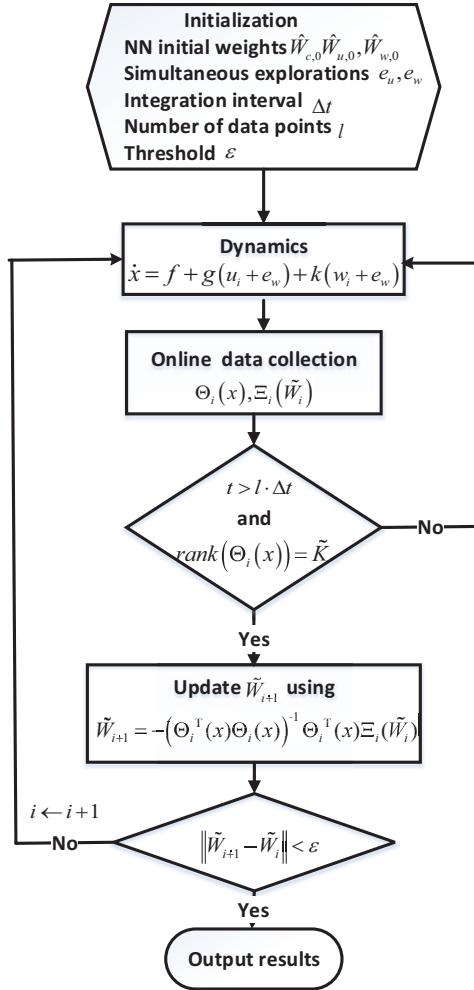 Initialization
NN initial weights Ŵ_{c,0} Ŵ_{u,0}, Ŵ_{w,0}
Simultaneous explorations e_u, e_w
Integration interval Δt
Number of data points l
Threshold ε
Dynamics
ẋ = f + g(u_i + e_w) + k(w_i + e_w)
Online data collection
Θ_i(x), Ξ_i(W̃_i)
t > l · Δt
and
rank(Θ_i(x)) = K̃
No
Yes
Update W̃_{i+1} using
W̃_{i+1} = -(Θ_i^T(x)Θ_i(x))^{-1} Θ_i^T(x)Ξ_i(W̃_i)
i ← i+1
No
‖W̃_{i+1} − W̃_i‖ < ε
Yes
Output results